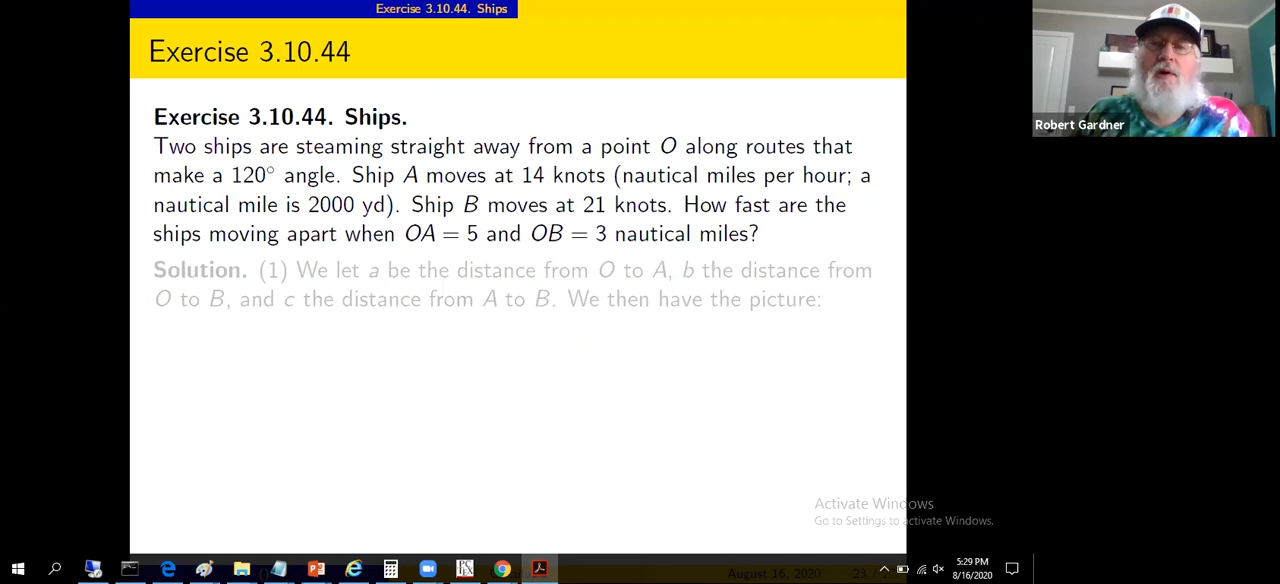 Exercise 3.10.44. Ships
Exercise 3.10.44
Exercise 3.10.44. Ships.
Two ships are steaming straight away from a point O along routes that
make a 120° angle. Ship A moves at 14 knots (nautical miles per hour; a
nautical mile is 2000 yd). Ship B moves at 21 knots. How fast are the
ships moving apart when OA = 5 and OB = 3 nautical miles?
Solution. (1) We let a be the distance from O to A, b the distance from
O to B, and c the distance from A to B. We then have the picture:
Robert Gardner
Activate Windows
Go to Settings to activate Windows.
August 16, 2020 23
5:29 PM
8/16/2020